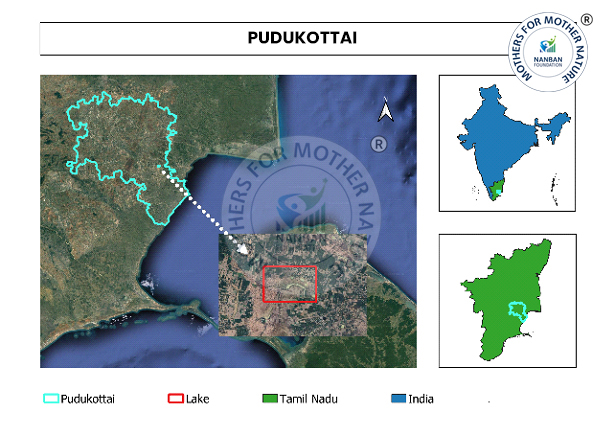 PUDUKOTTAI
MOTHERS FOR MOTHER NATURE
NANBAN
FOUNDATION
®
®
MOTHERS FOR MOTHER NATURE
Pudukottai
Lake
Tamil Nadu
India